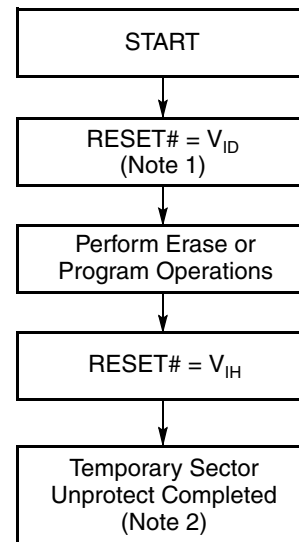 START
RESET# = VID
(Note 1)
Perform Erase or
Program Operations
RESET# = VIH
Temporary Sector
Unprotect Completed
(Note 2)